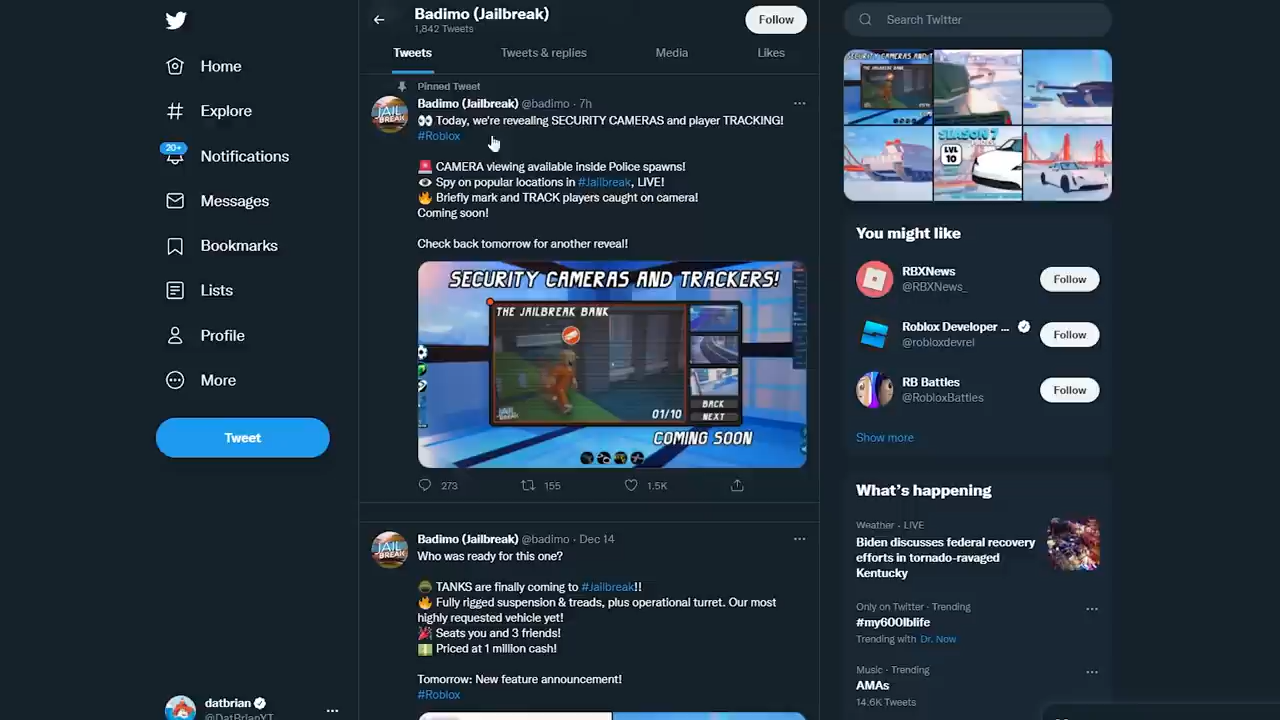 Home
Explore
20+
Notifications
Messages
Bookmarks
Lists
Profile
More
Tweet
datbrian
@DatBrianYT
Badimo (Jailbreak)
1,842 Tweets
Follow
Tweets
Tweets & replies
Media
Likes
Pinned Tweet
Badimo (Jailbreak) @badimo · 7h
👀 Today, we're revealing SECURITY CAMERAS and player TRACKING!
#Roblox
🚨 CAMERA viewing available inside Police spawns!
👁 Spy on popular locations in #Jailbreak, LIVE!
🔥 Briefly mark and TRACK players caught on camera!
Coming soon!
Check back tomorrow for another reveal!
SECURITY CAMERAS AND TRACKERS!
THE JAILBREAK BANK
JAIL
BREAK
01/10
BACK
NEXT
COMING SOON
273
155
1.5K
Badimo (Jailbreak) @badimo · Dec 14
Who was ready for this one?
TANKS are finally coming to #Jailbreak!!
🔥 Fully rigged suspension & treads, plus operational turret. Our most
highly requested vehicle yet!
🎉 Seats you and 3 friends!
💵 Priced at 1 million cash!
Tomorrow: New feature announcement!
#Roblox
Search Twitter
SEASON 7
LVL
10
You might like
RBXNews
@RBXNews_
Follow
Roblox Developer ...
@robloxdevrel
Follow
RB Battles
@RobloxBattles
Follow
Show more
What's happening
Weather · LIVE
Biden discusses federal recovery
efforts in tornado-ravaged
Kentucky
Only on Twitter · Trending
#my600lblife
Trending with Dr. Now
Music · Trending
AMAs
14.6K Tweets